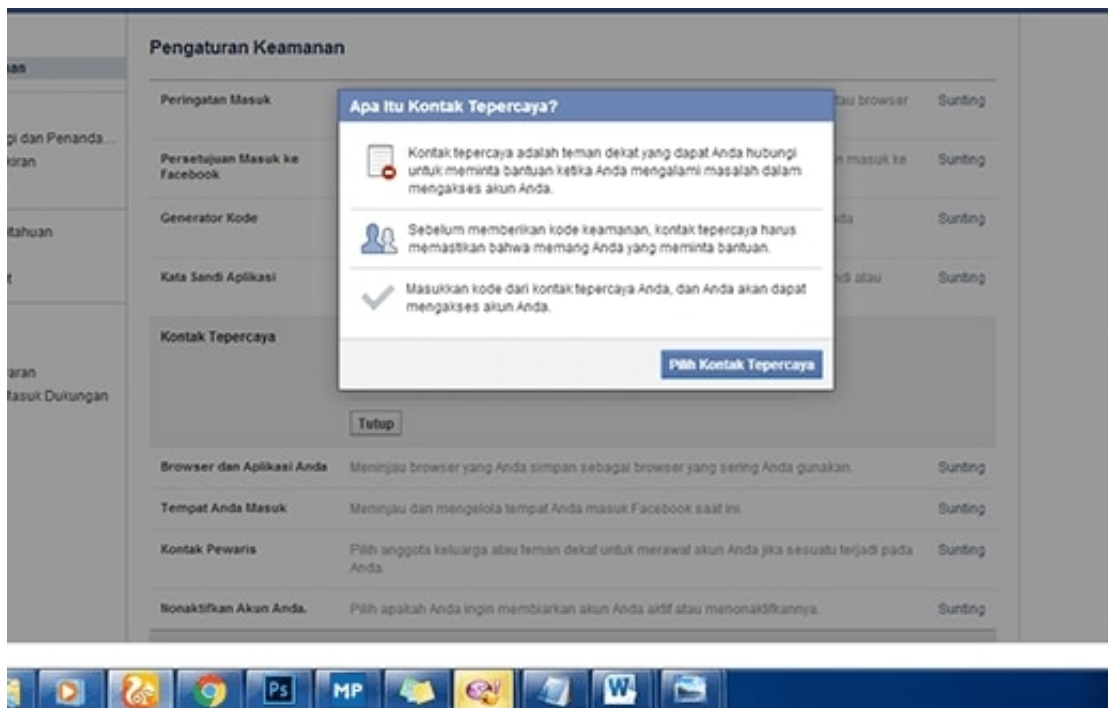 Pengaturan Keamanan
Peringatan Masuk
Apa Itu Kontak Tepercaya?
tau browser
Sunting
gi dan Penanda...
Kontak tepercaya adalah teman dekat yang dapat Anda hubungi
untuk meminta bantuan ketika Anda mengalami masalah dalam
mengakses akun Anda.
Persetujuan Masuk ke
Facebook
n masuk ke
Sunting
Generator Kode
Sebelum memberikan kode keamanan, kontak tepercaya harus
memastikan bahwa memang Anda yang meminta bantuan.
Sunting
itahuan
Kata Sandi Aplikasi
Masukkan kode dari kontak tepercaya Anda, dan Anda akan dapat
mengakses akun Anda.
ndi atau
Sunting
Kontak Tepercaya
Pilih Kontak Tepercaya
aran
Masuk Dukungan
Tutup
Browser dan Aplikasi Anda
Meninjau browser yang Anda simpan sebagai browser yang sering Anda gunakan.
Sunting
Tempat Anda Masuk
Meninjau dan mengelola tempat Anda masuk Facebook saat ini.
Sunting
Kontak Pewaris
Pilih anggota keluarga atau teman dekat untuk merawat akun Anda jika sesuatu terjadi pada
Anda.
Sunting
Nonaktifkan Akun Anda.
Pilih apakah Anda ingin membiarkan akun Anda aktif atau menonaktifkannya.
Sunting
Ps
MP
W